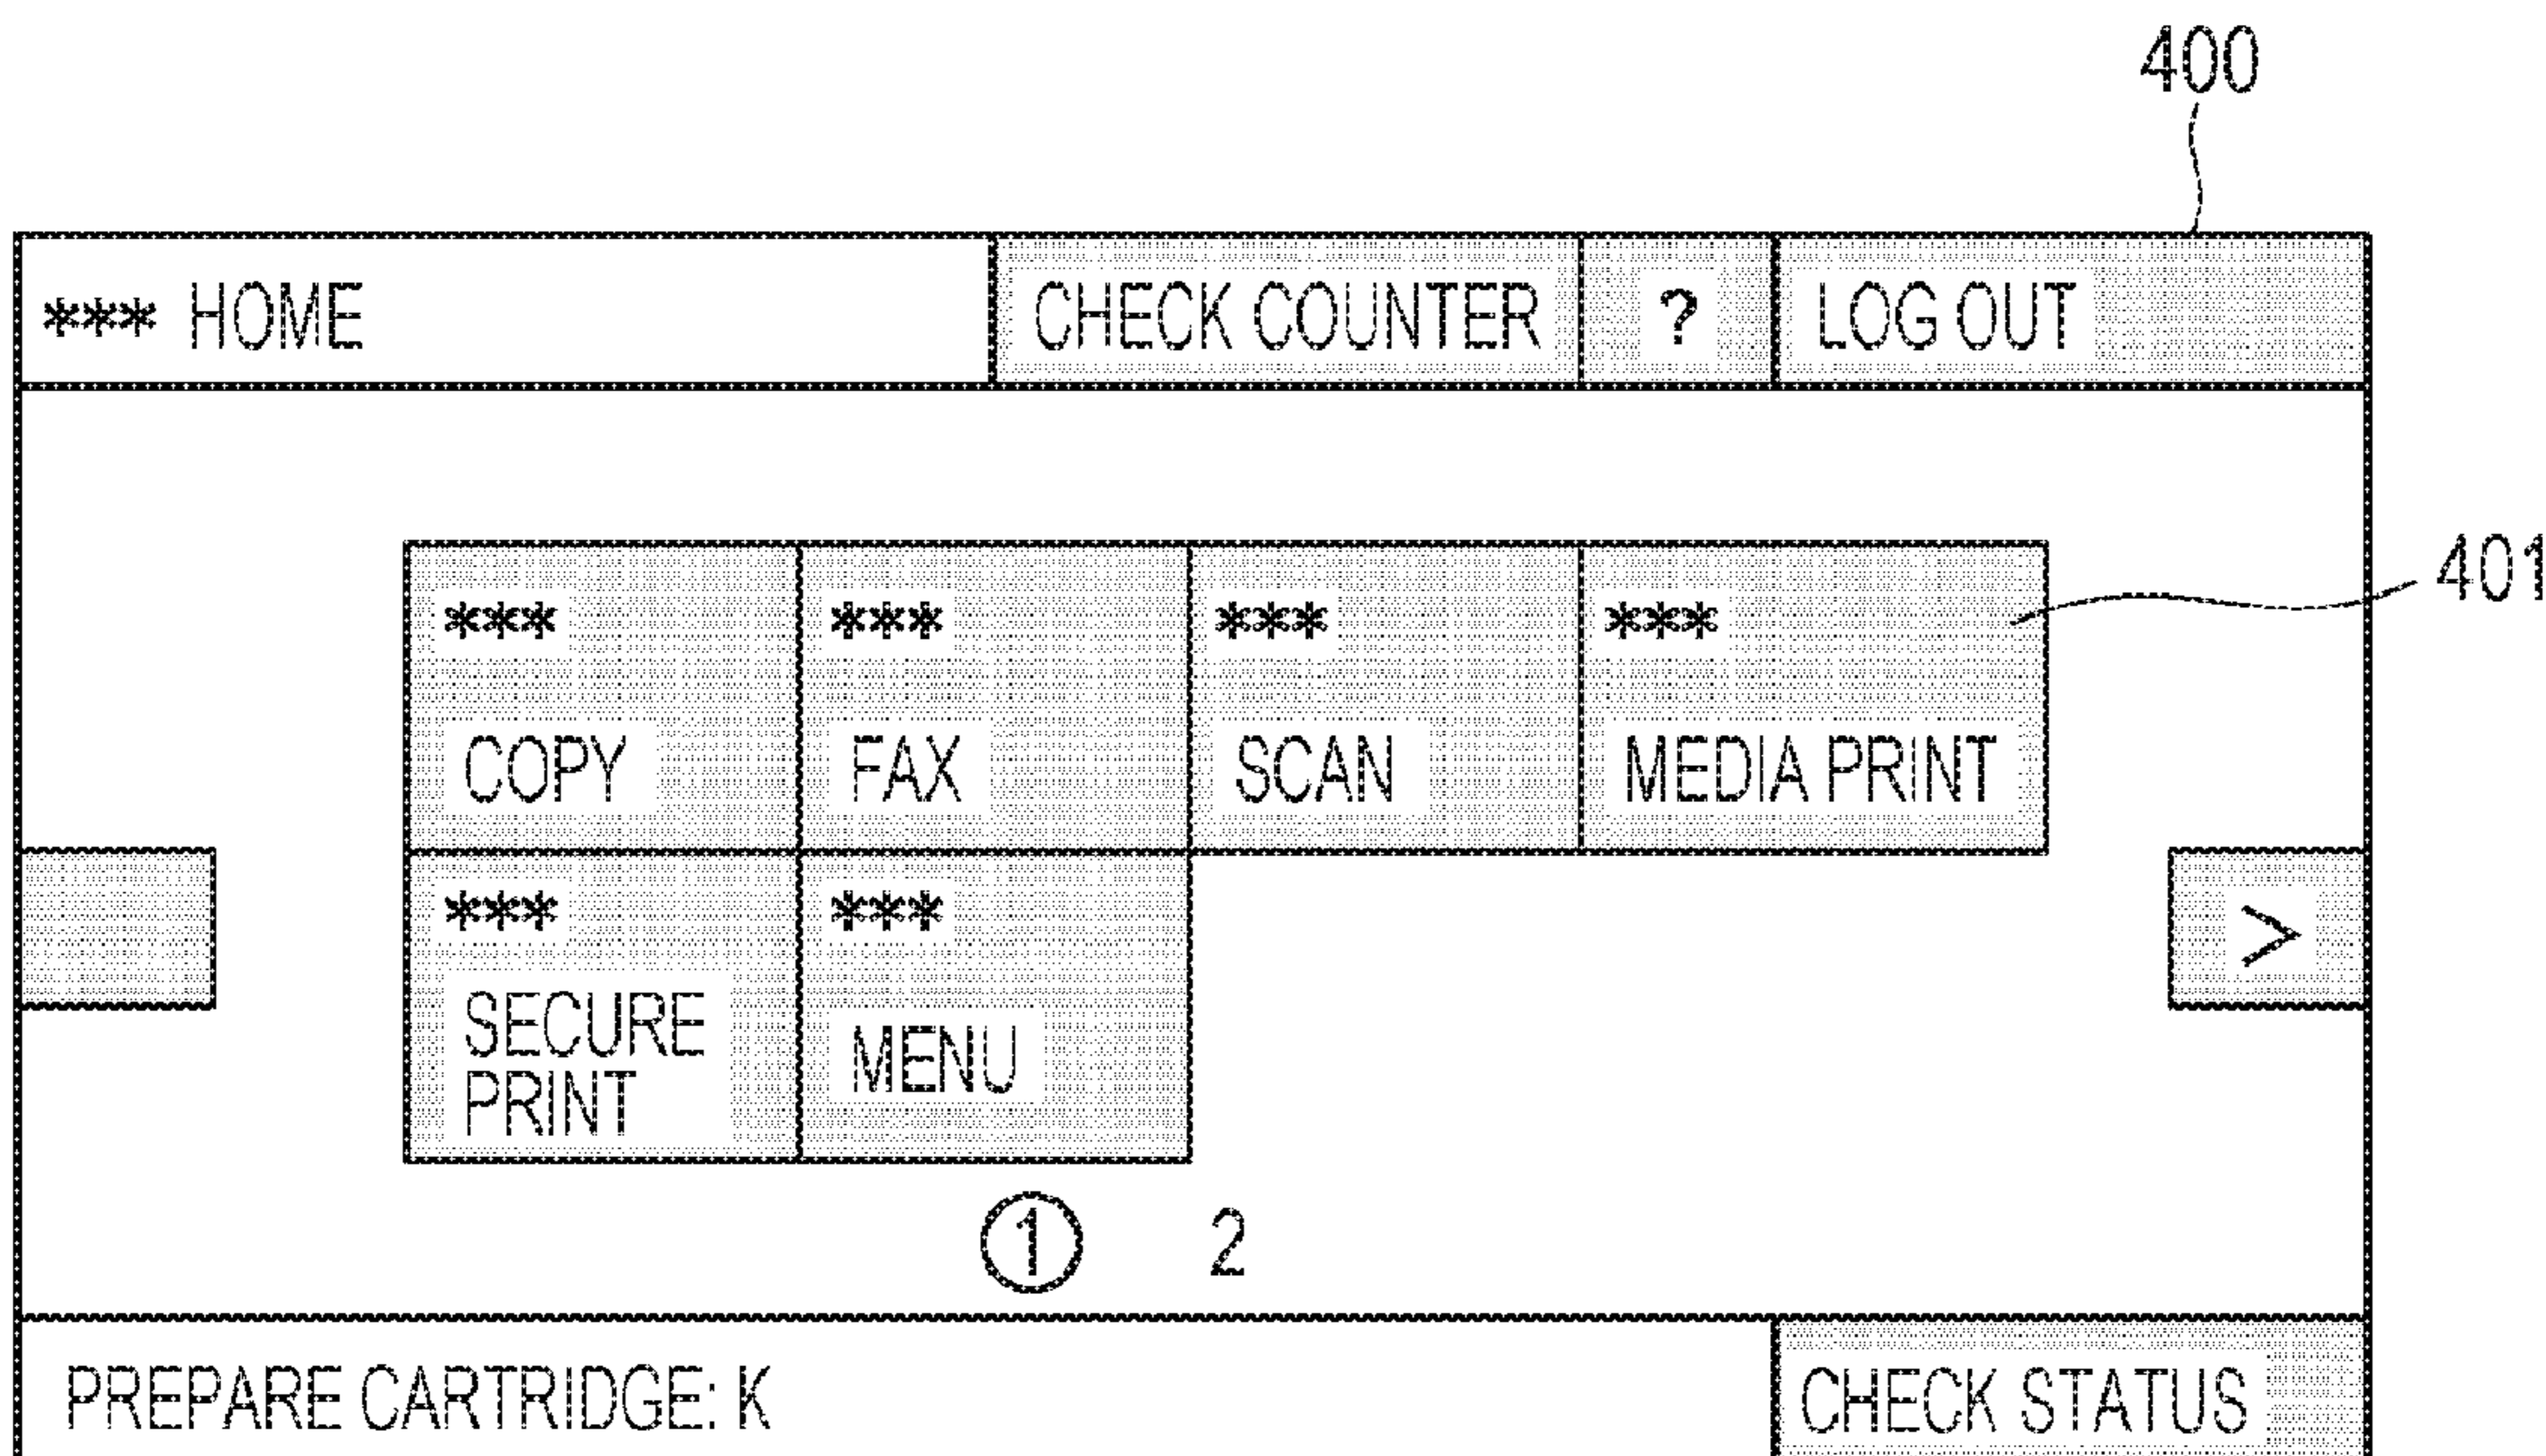 400
*** HOME CHECK COUNTER ? LOG OUT
401
*** *** *** ***
COPY FAX SCAN MEDIA PRINT
*** ***
>
SECURE
PRINT
MENU
1 2
PREPARE CARTRIDGE: K CHECK STATUS